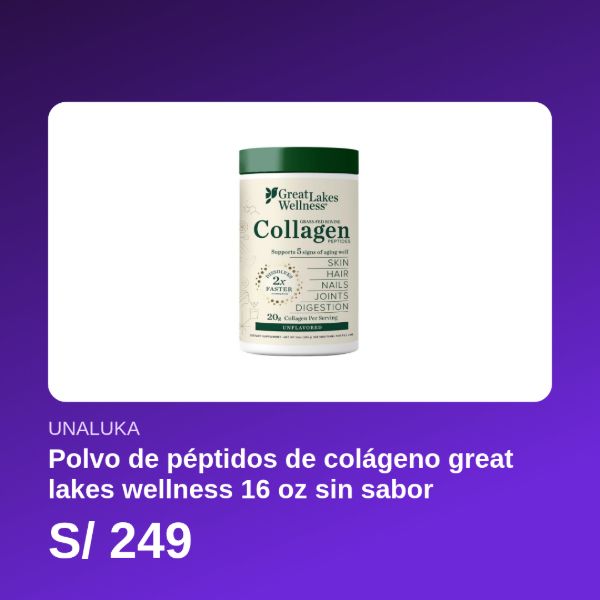 Great Lakes
Wellness
GRASS-FED BOVINE
Collagen
PEPTIDES
Supports 5 signs of aging well
SKIN
HAIR
NAILS
JOINTS
DIGESTION
DISSOLVES
2x
FASTER
20g Collagen Per Serving
UNFLAVORED
UNALUKA
Polvo de péptidos de colágeno great
lakes wellness 16 oz sin sabor
S/ 249